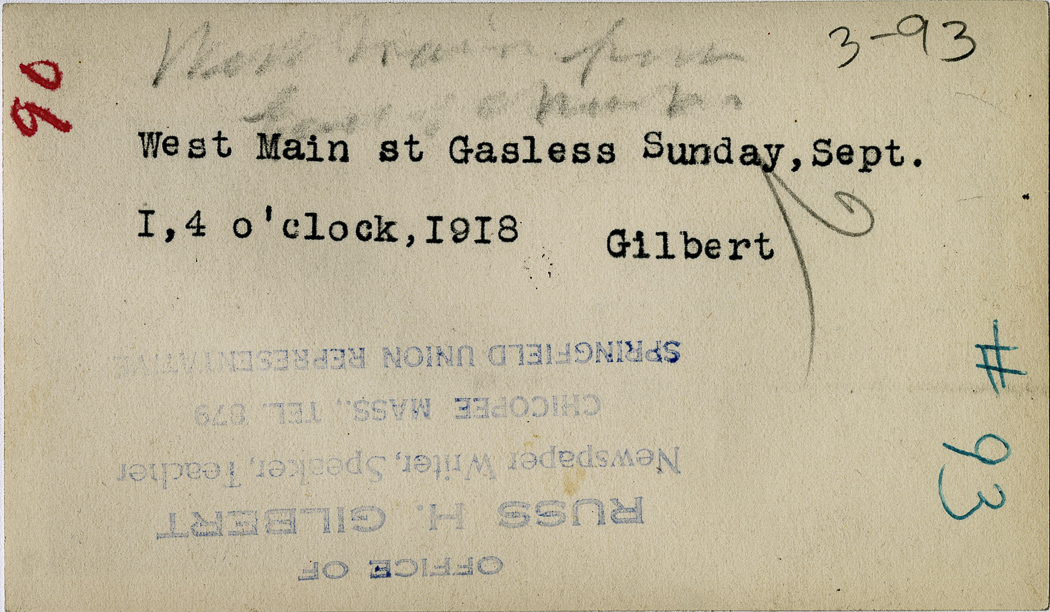 3-93
90
West Main st Gasless Sunday,Sept.
I,4 o'clock,I9I8 Gilbert
# 93
OFFICE OF
RUSS H. GILBERT
Newspaper Writer, Speaker, Teacher
CHICOPEE MASS., TEL. 879
SPRINGFIELD UNION REPRESENTATIVE